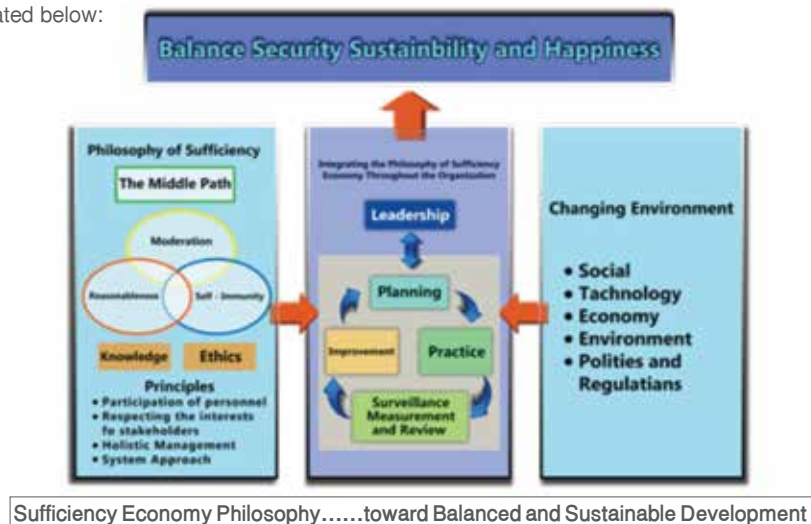 ated below:
Balance Security Sustainbility and Happiness
Philosophy of Sufficiency
The Middle Path
Moderation
Reasonableness
Self - Immunity
Knowledge
Ethics
Principles
• Participation of personnel
• Respecting the interests
fo stakeholders
• Holistic Management
• System Approach
Integrating the Philosophy of Sufficiency
Economy Throughout the Organization
Leadership
Planning
Practice
Surveillance
Measurement
and Review
Improvement
Changing Environment
• Social
• Tachnology
• Economy
• Environment
• Polities and
Regulatians
Sufficiency Economy Philosophy......toward Balanced and Sustainable Development